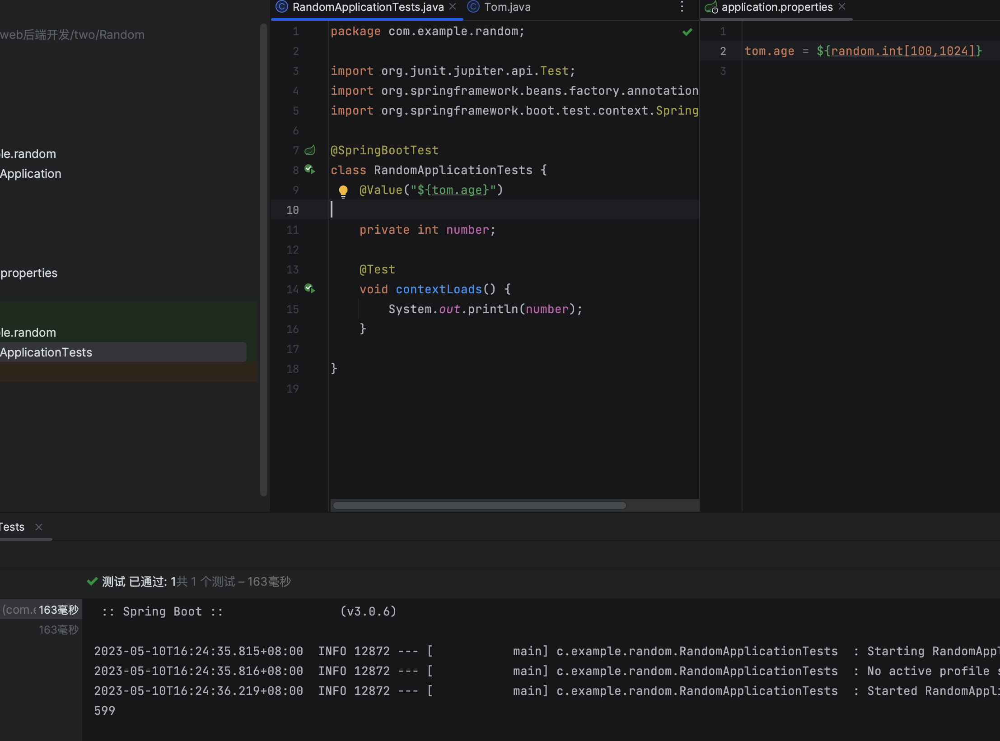 web后端开发/two/Random
le.random
Application
properties
le.random
ApplicationTests
RandomApplicationTests.java
Tom.java
1 package com.example.random;
2
3 import org.junit.jupiter.api.Test;
4 import org.springframework.beans.factory.annotation
5 import org.springframework.boot.test.context.Spring
6
7 @SpringBootTest
8 class RandomApplicationTests {
9 @Value("${tom.age}")
10
11 private int number;
12
13 @Test
14 void contextLoads() {
15 System.out.println(number);
16 }
17
18 }
19
application.properties
1
2 tom.age = ${random.int[100,1024]}
3
Tests
测试 已通过: 1共 1 个测试 – 163毫秒
(com.e 163毫秒
163毫秒
:: Spring Boot :: (v3.0.6)
2023-05-10T16:24:35.815+08:00 INFO 12872 --- [ main] c.example.random.RandomApplicationTests : Starting RandomAppl
2023-05-10T16:24:35.816+08:00 INFO 12872 --- [ main] c.example.random.RandomApplicationTests : No active profile s
2023-05-10T16:24:36.219+08:00 INFO 12872 --- [ main] c.example.random.RandomApplicationTests : Started RandomAppli
599